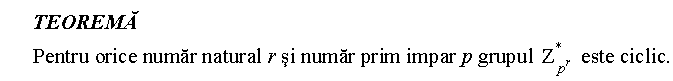 TEOREMĂ
Pentru orice număr natural r şi număr prim impar p grupul Z*_{p^r} este ciclic.